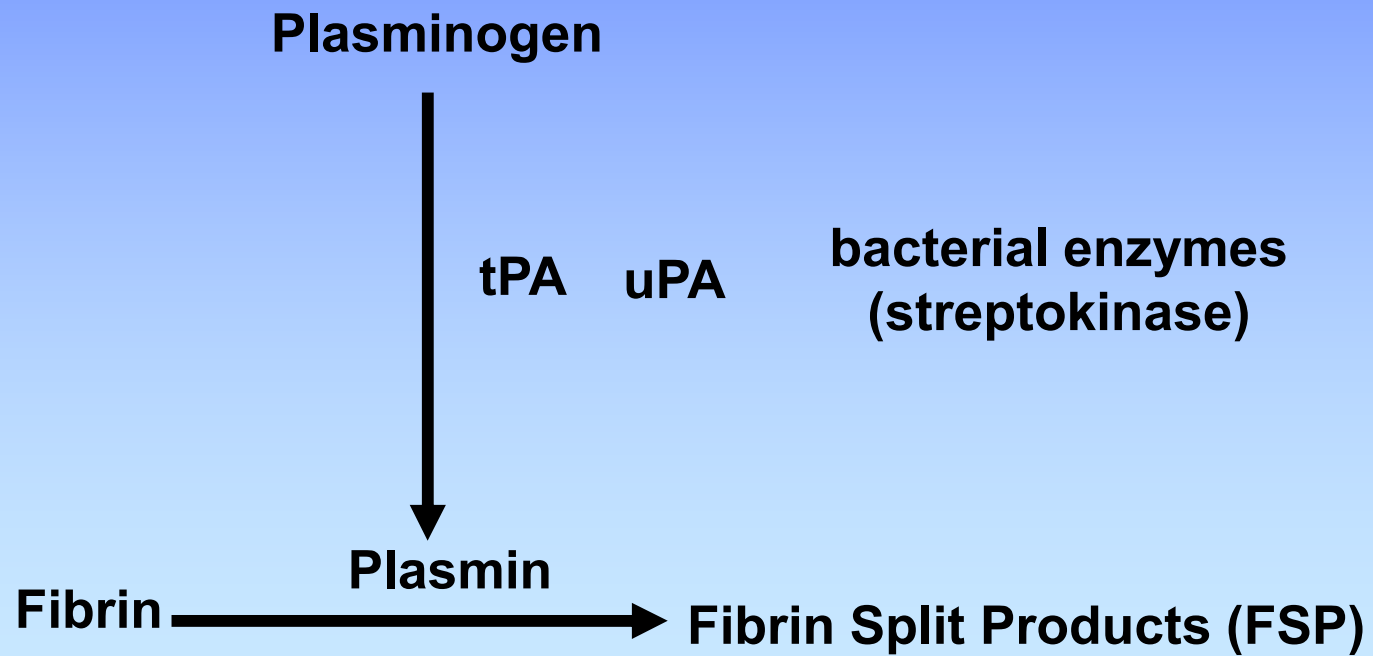 Plasminogen
tPA uPA
bacterial enzymes
(streptokinase)
Plasmin
Fibrin
Fibrin Split Products (FSP)